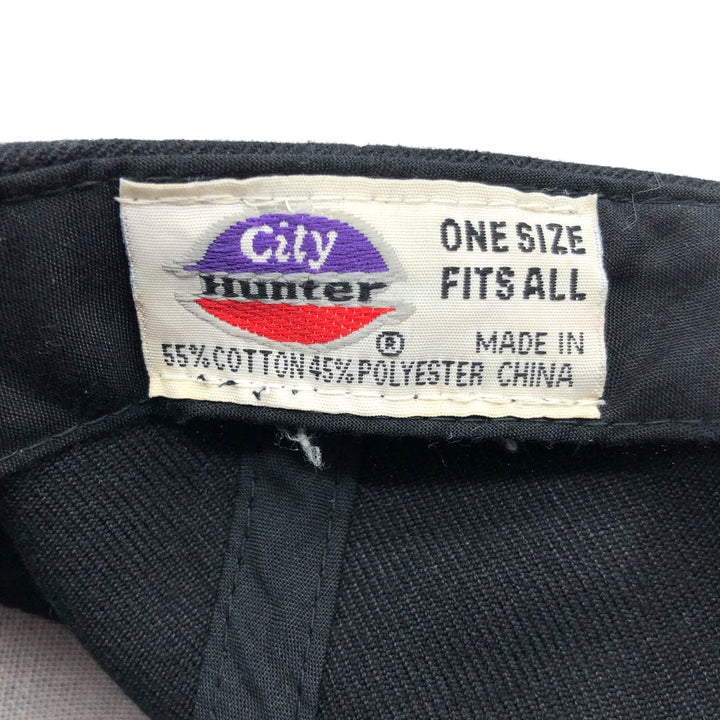 City
Hunter
®
ONE SIZE
FITS ALL
MADE IN
55% COTTON 45% POLYESTER CHINA